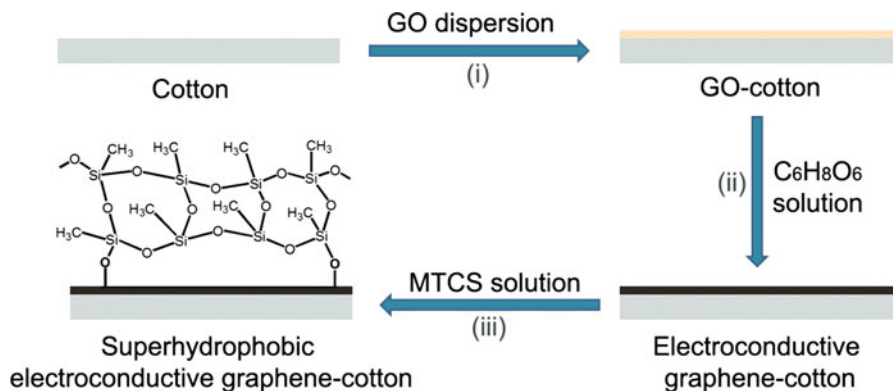 GO dispersion
(i)
Cotton
GO-cotton
C₆H₈O₆
solution
(ii)
CH₃ H₃C H₃C CH₃
O Si O Si O Si O Si O
O O O O
H₃C H₃C H₃C H₃C
Si O Si O Si O Si
O O
MTCS solution
(iii)
Superhydrophobic
electroconductive graphene-cotton
Electroconductive
graphene-cotton